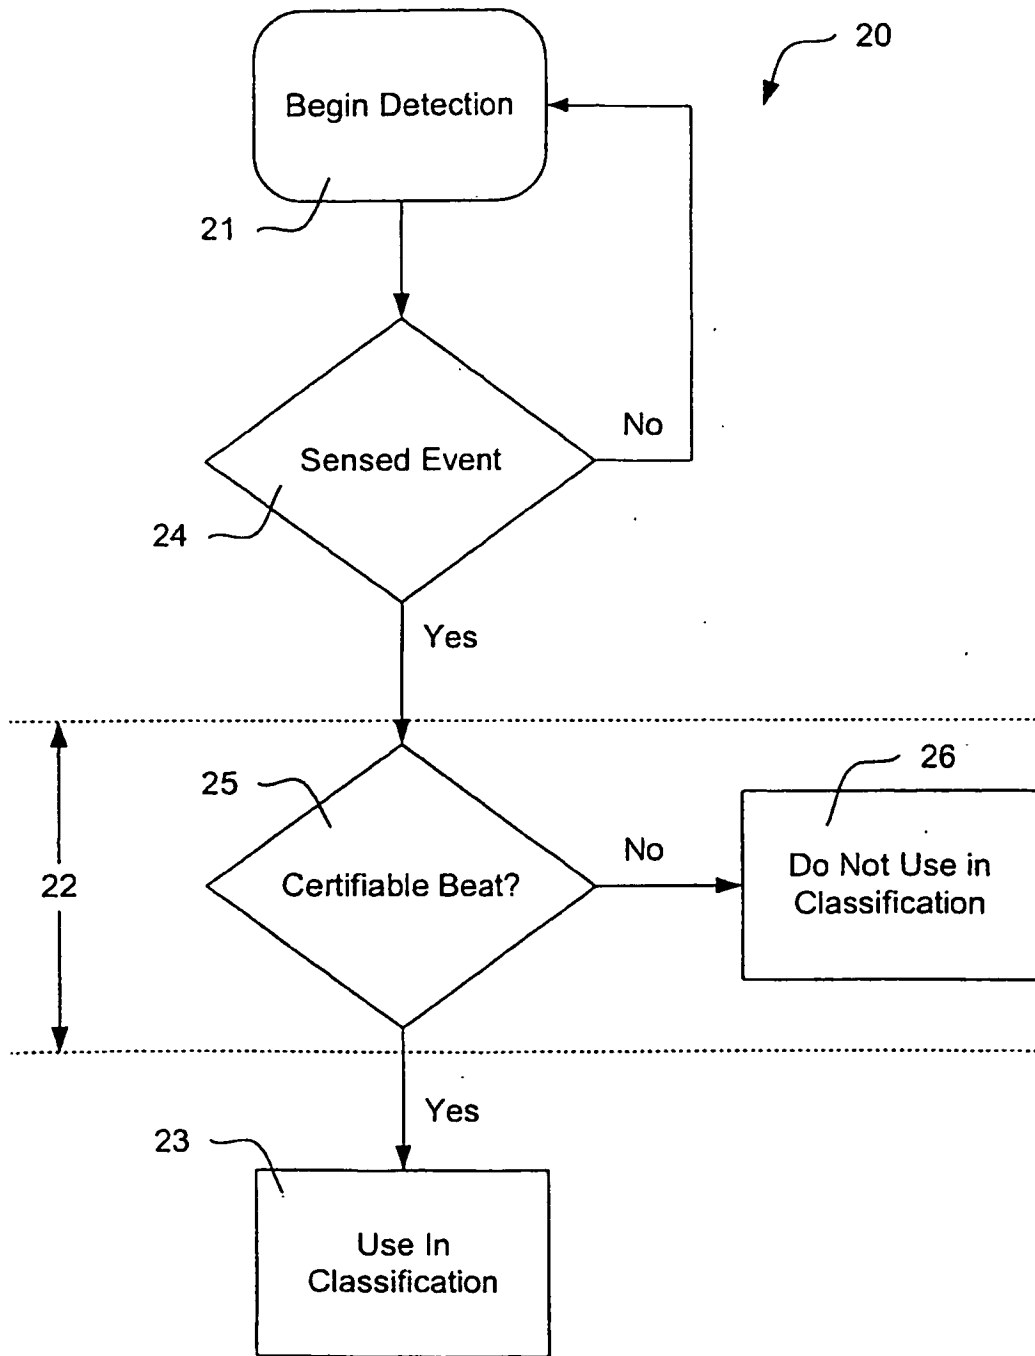 20
Begin Detection
21
No
Sensed Event
24
Yes
25
26
No
Do Not Use in
Classification
22
Certifiable Beat?
Yes
23
Use In
Classification